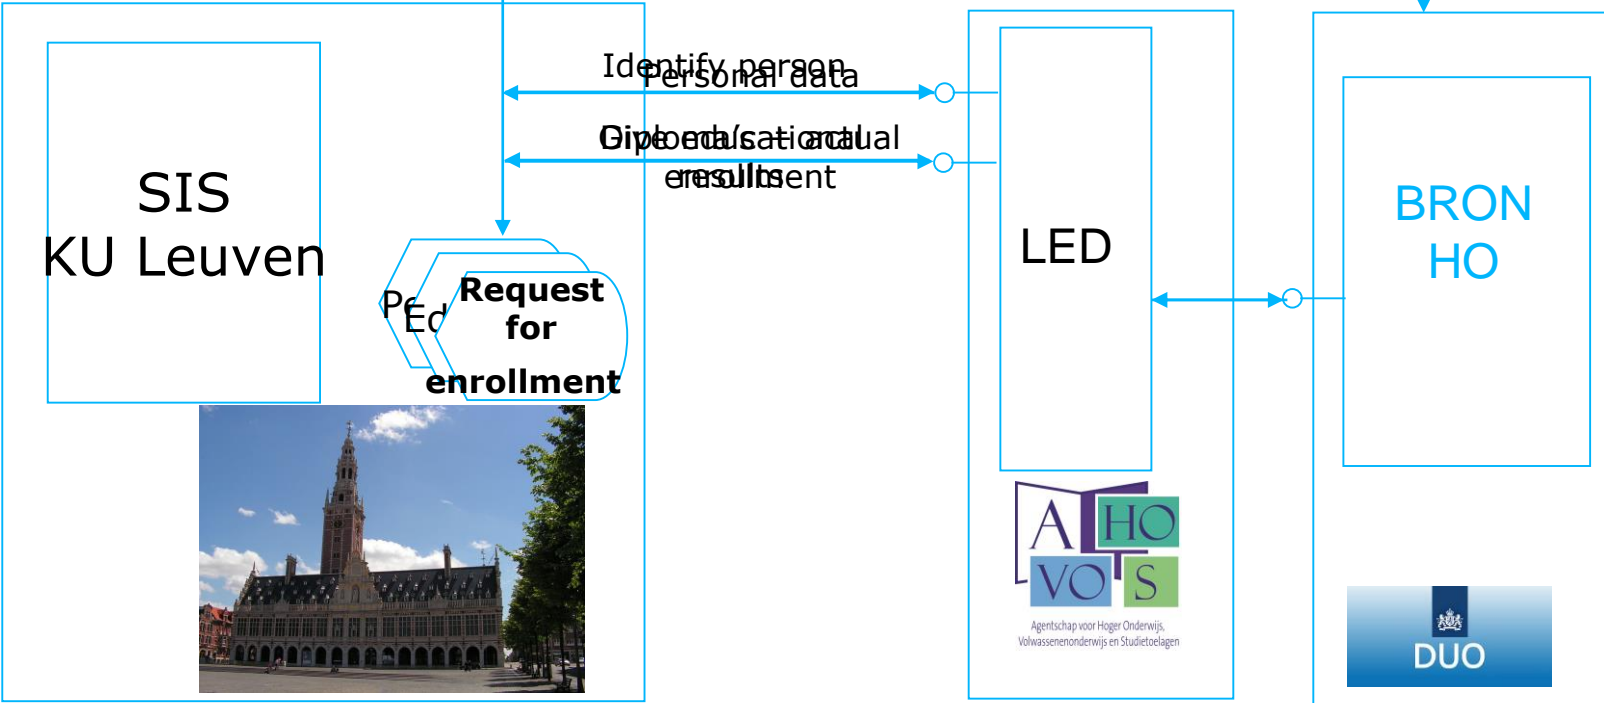 SIS
KU Leuven
Identify person
Personal data
Give educational
results
Diploma's + actual
enrollment
Request
for
enrollment
LED
BRON
HO
A HO
VO S
Agentschap voor Hoger Onderwijs,
Volwassenenonderwijs en Studietoelagen
DUO